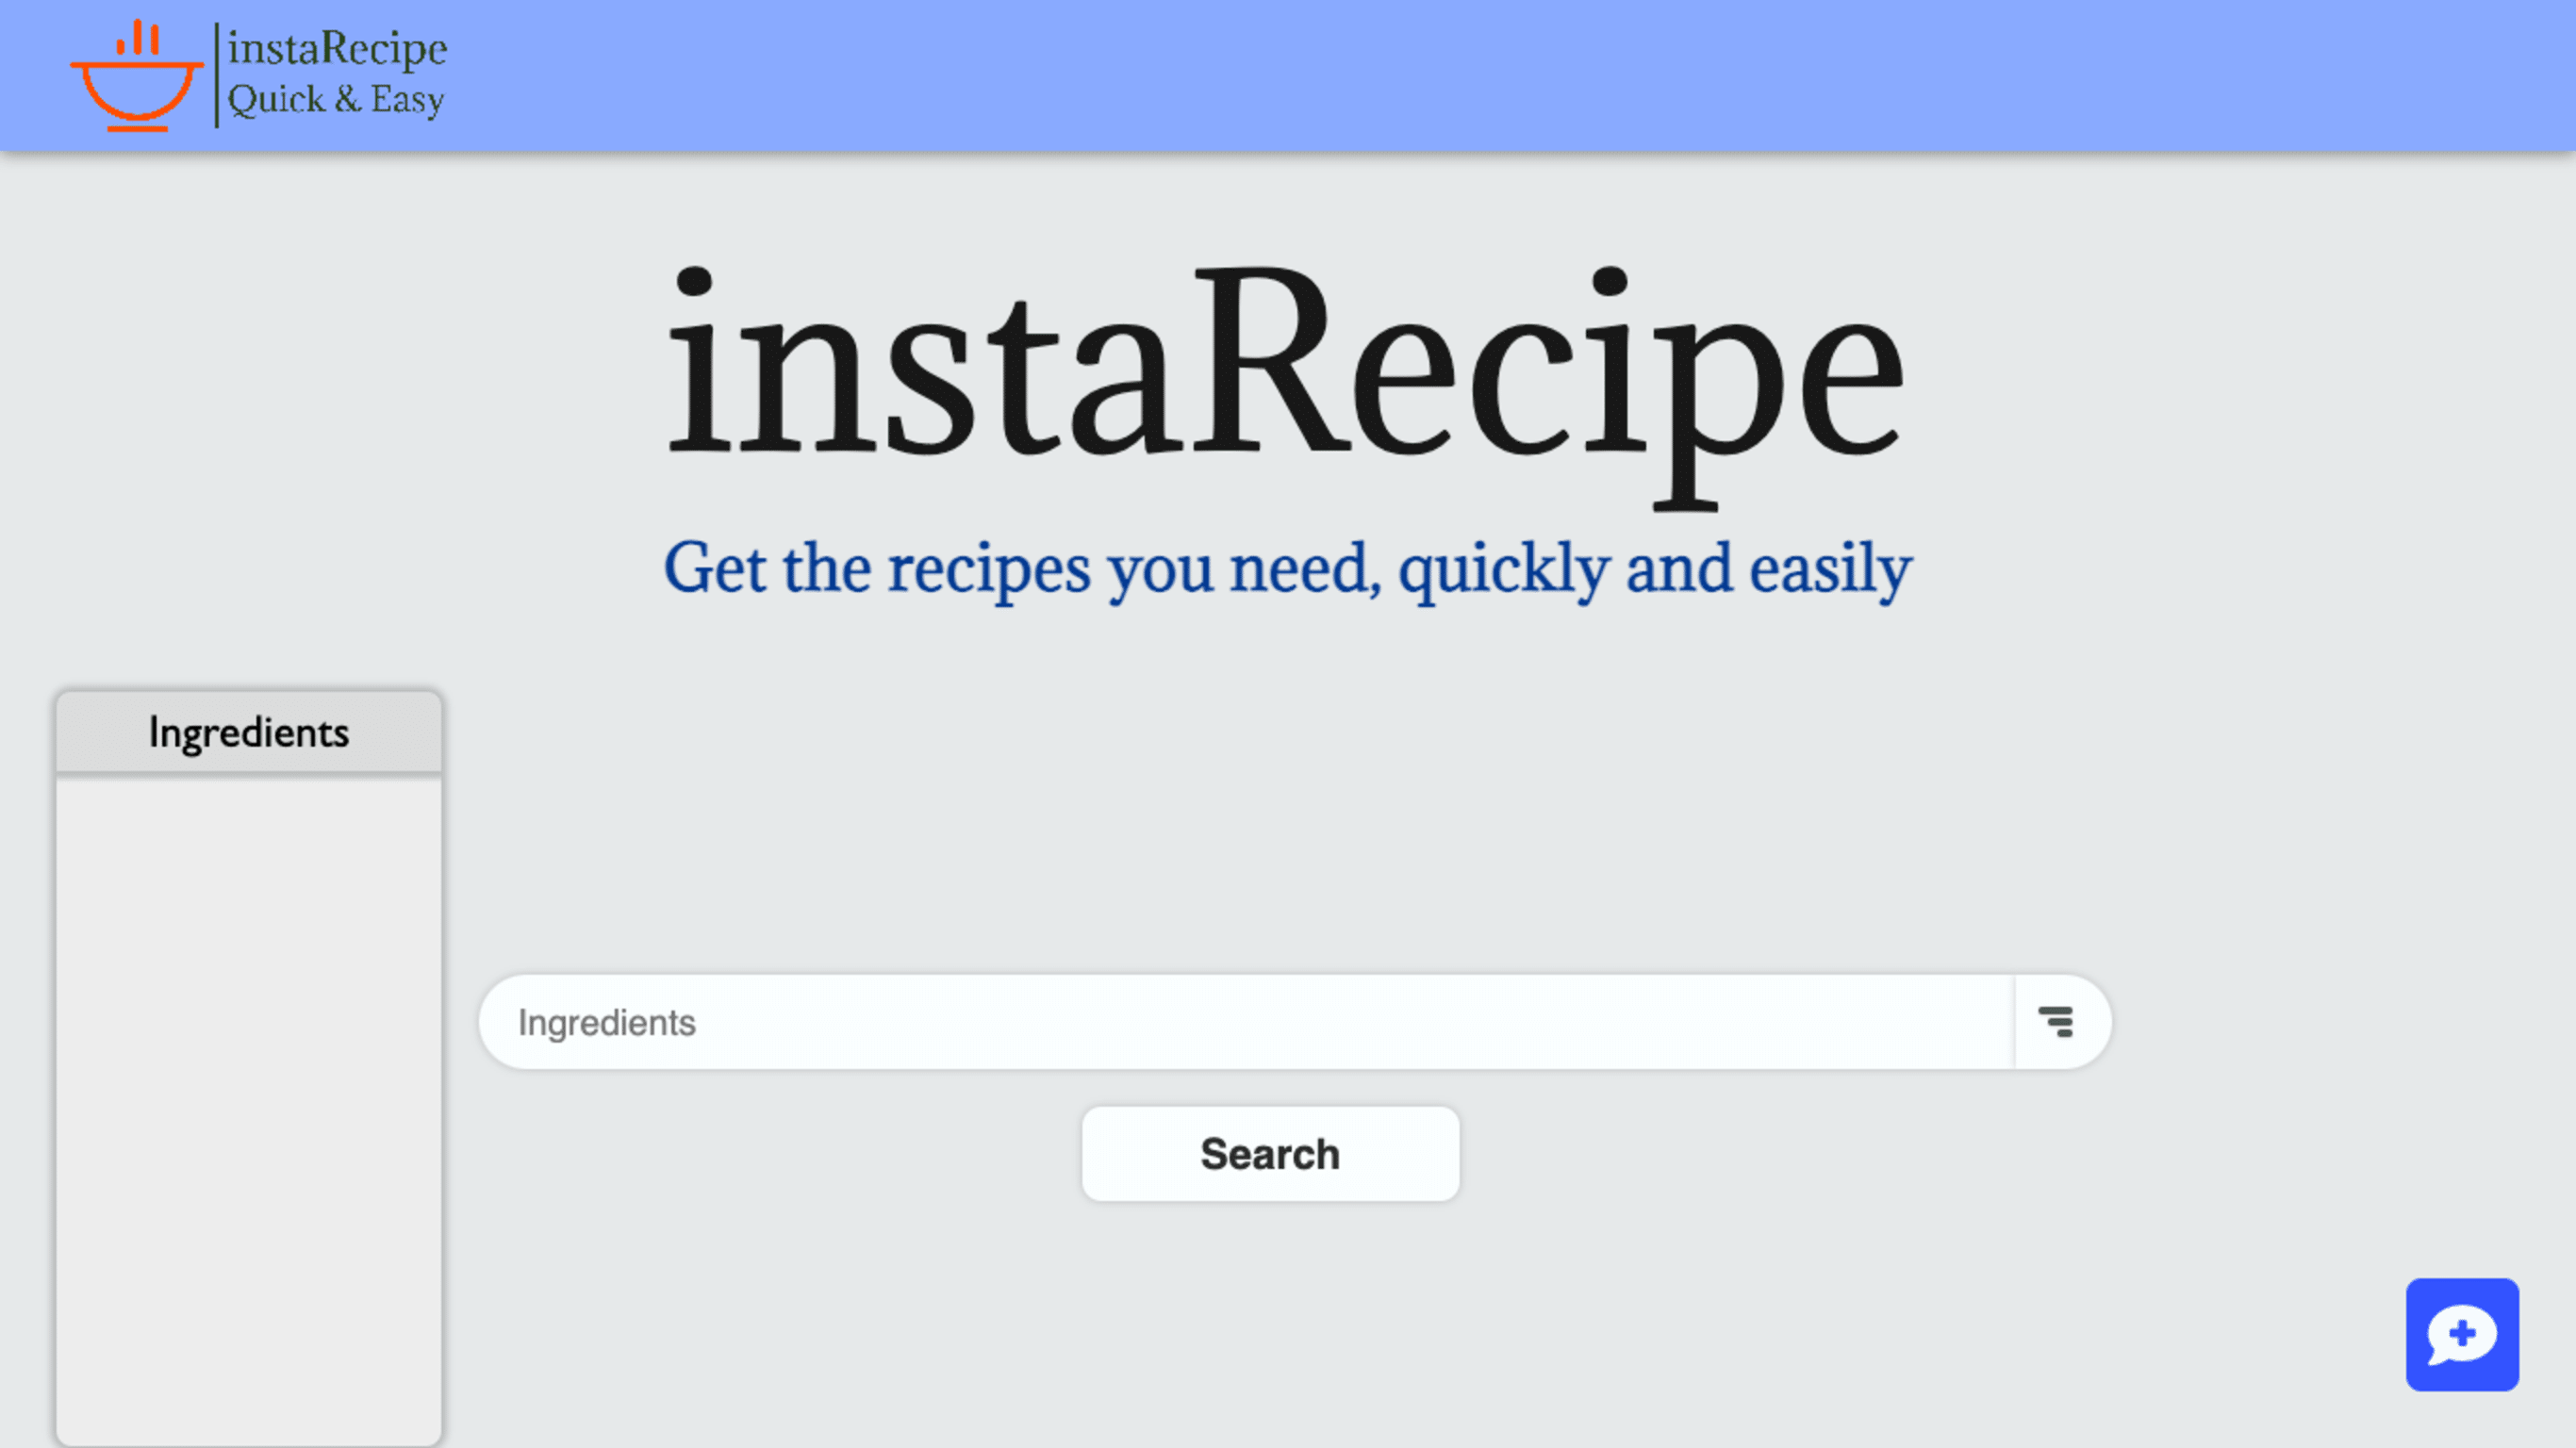 instaRecipe
Quick & Easy
instaRecipe
Get the recipes you need, quickly and easily
Ingredients
Ingredients
Search